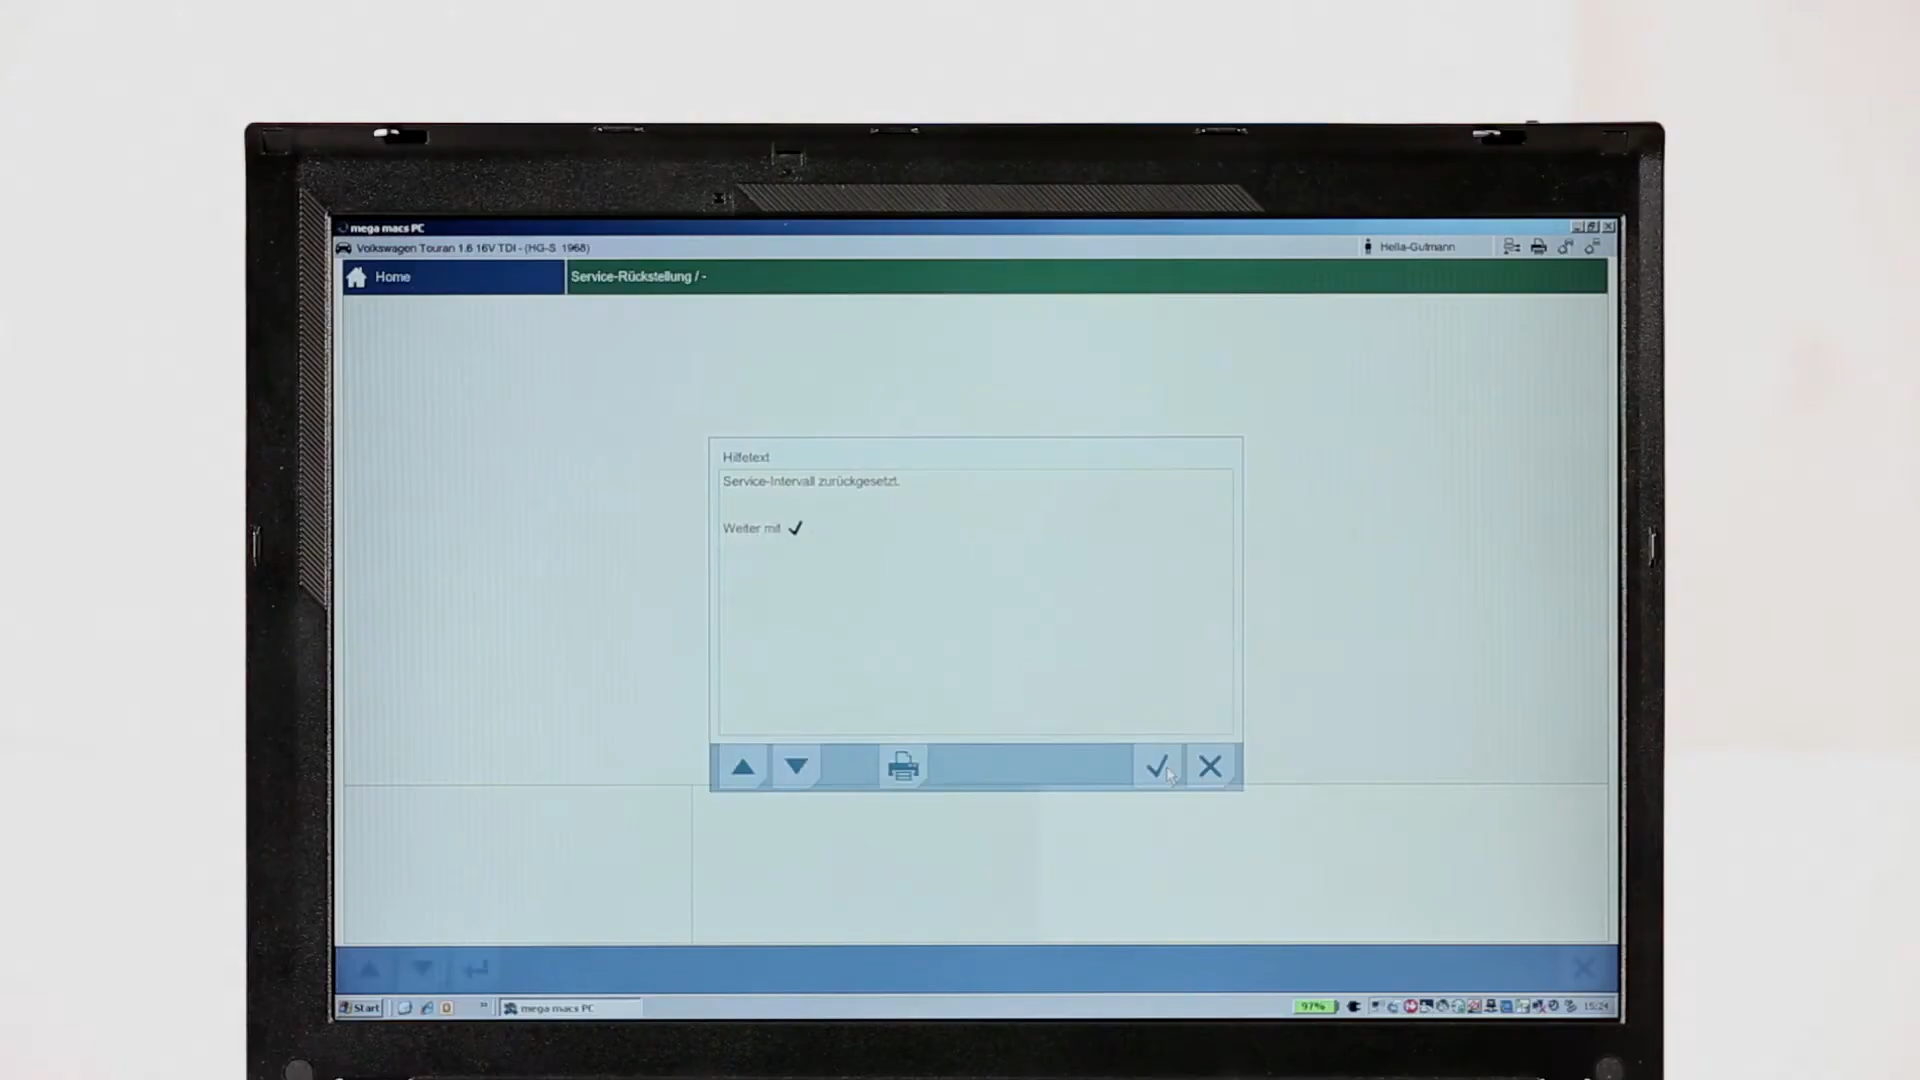 mega macs PC
Volkswagen Touran 1.6 16V TDI - (HG-S 1968)
Hella-Gutmann
Home
Service-Rückstellung / -
Hilfetext
Service-Intervall zurückgesetzt.
Weiter mit
Start
mega macs PC
97%
15:24